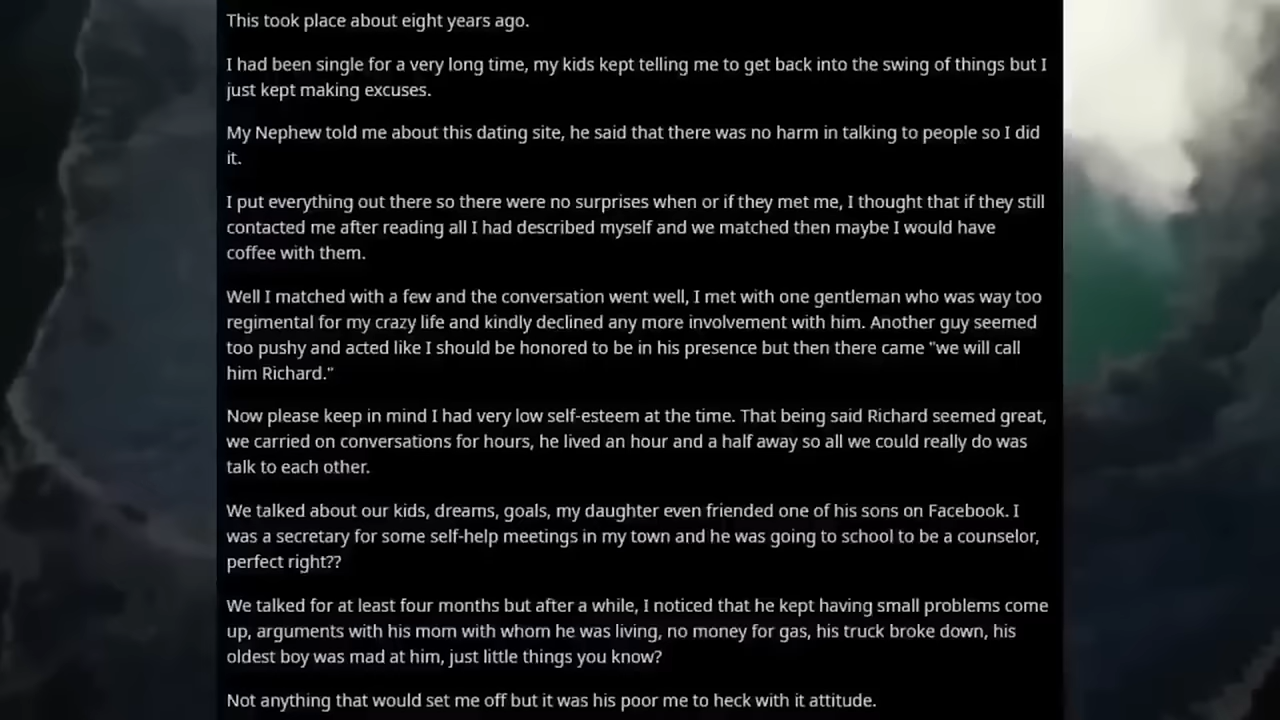 This took place about eight years ago.
I had been single for a very long time, my kids kept telling me to get back into the swing of things but I
just kept making excuses.
My Nephew told me about this dating site, he said that there was no harm in talking to people so I did
it.
I put everything out there so there were no surprises when or if they met me, I thought that if they still
contacted me after reading all I had described myself and we matched then maybe I would have
coffee with them.
Well I matched with a few and the conversation went well, I met with one gentleman who was way too
regimental for my crazy life and kindly declined any more involvement with him. Another guy seemed
too pushy and acted like I should be honored to be in his presence but then there came "we will call
him Richard."
Now please keep in mind I had very low self-esteem at the time. That being said Richard seemed great,
we carried on conversations for hours, he lived an hour and a half away so all we could really do was
talk to each other.
We talked about our kids, dreams, goals, my daughter even friended one of his sons on Facebook. I
was a secretary for some self-help meetings in my town and he was going to school to be a counselor,
perfect right??
We talked for at least four months but after a while, I noticed that he kept having small problems come
up, arguments with his mom with whom he was living, no money for gas, his truck broke down, his
oldest boy was mad at him, just little things you know?
Not anything that would set me off but it was his poor me to heck with it attitude.